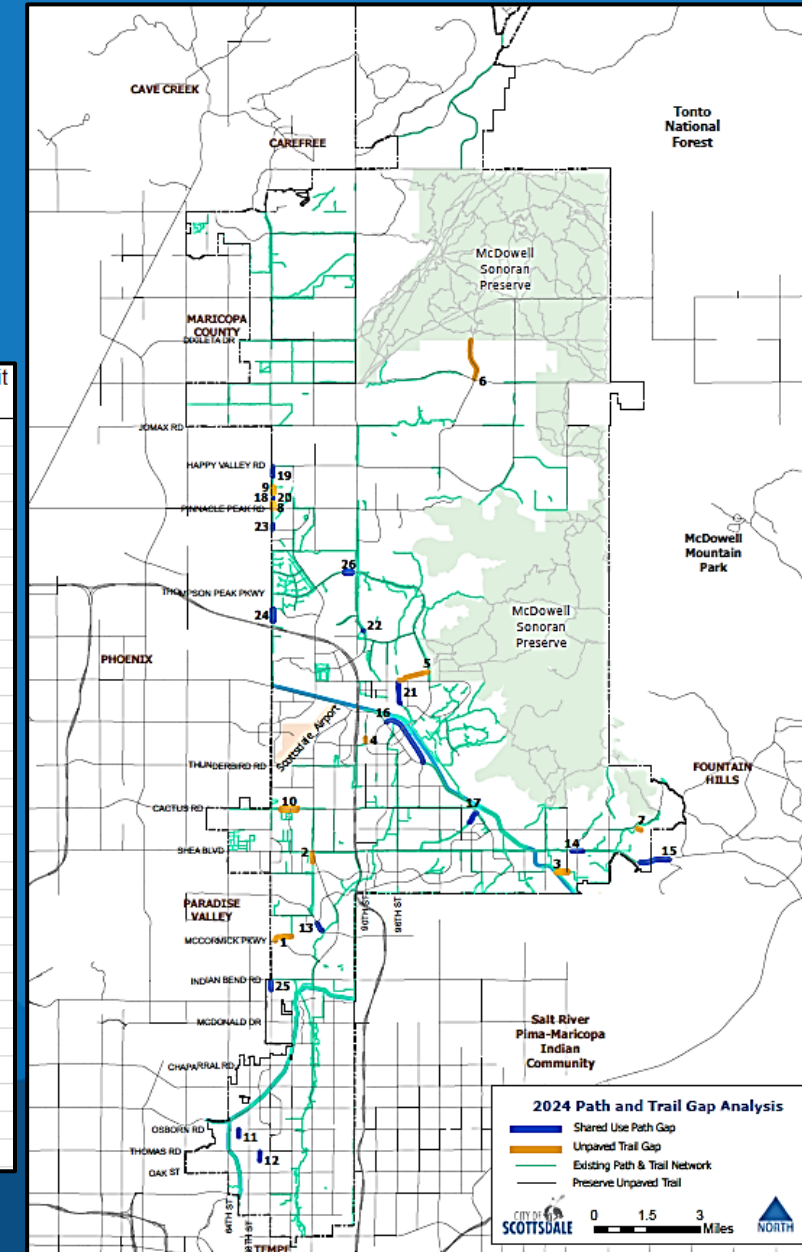 it
CAVE CREEK
CAREFREE
Tonto
National
Forest
McDowell
Sonoran
Preserve
MARICOPA
COUNTY
DIXILETA DR
6
JOMAX RD
HAPPY VALLEY RD
19
9
18
20
PINNACLE PEAK RD
8
23
McDowell
Mountain
Park
26
THOMPSON PEAK PKWY
24
22
McDowell
Sonoran
Preserve
PHOENIX
5
21
16
Scottsdale Airport
4
THUNDERBIRD RD
FOUNTAIN
HILLS
CACTUS RD
10
17
7
SHEA BLVD
2
14
15
3
PARADISE
VALLEY
90TH ST
96TH ST
13
MCCORMICK PKWY
1
INDIAN BEND RD
25
MCDONALD DR
Salt River
Pima-Maricopa
Indian
Community
CHAPARRAL RD
OSBORN RD
11
THOMAS RD
12
OAK ST
64TH ST
TEMPE
2024 Path and Trail Gap Analysis
Shared Use Path Gap
Unpaved Trail Gap
Existing Path & Trail Network
Preserve Unpaved Trail
CITY OF
SCOTTSDALE
0 1.5 3
Miles
NORTH